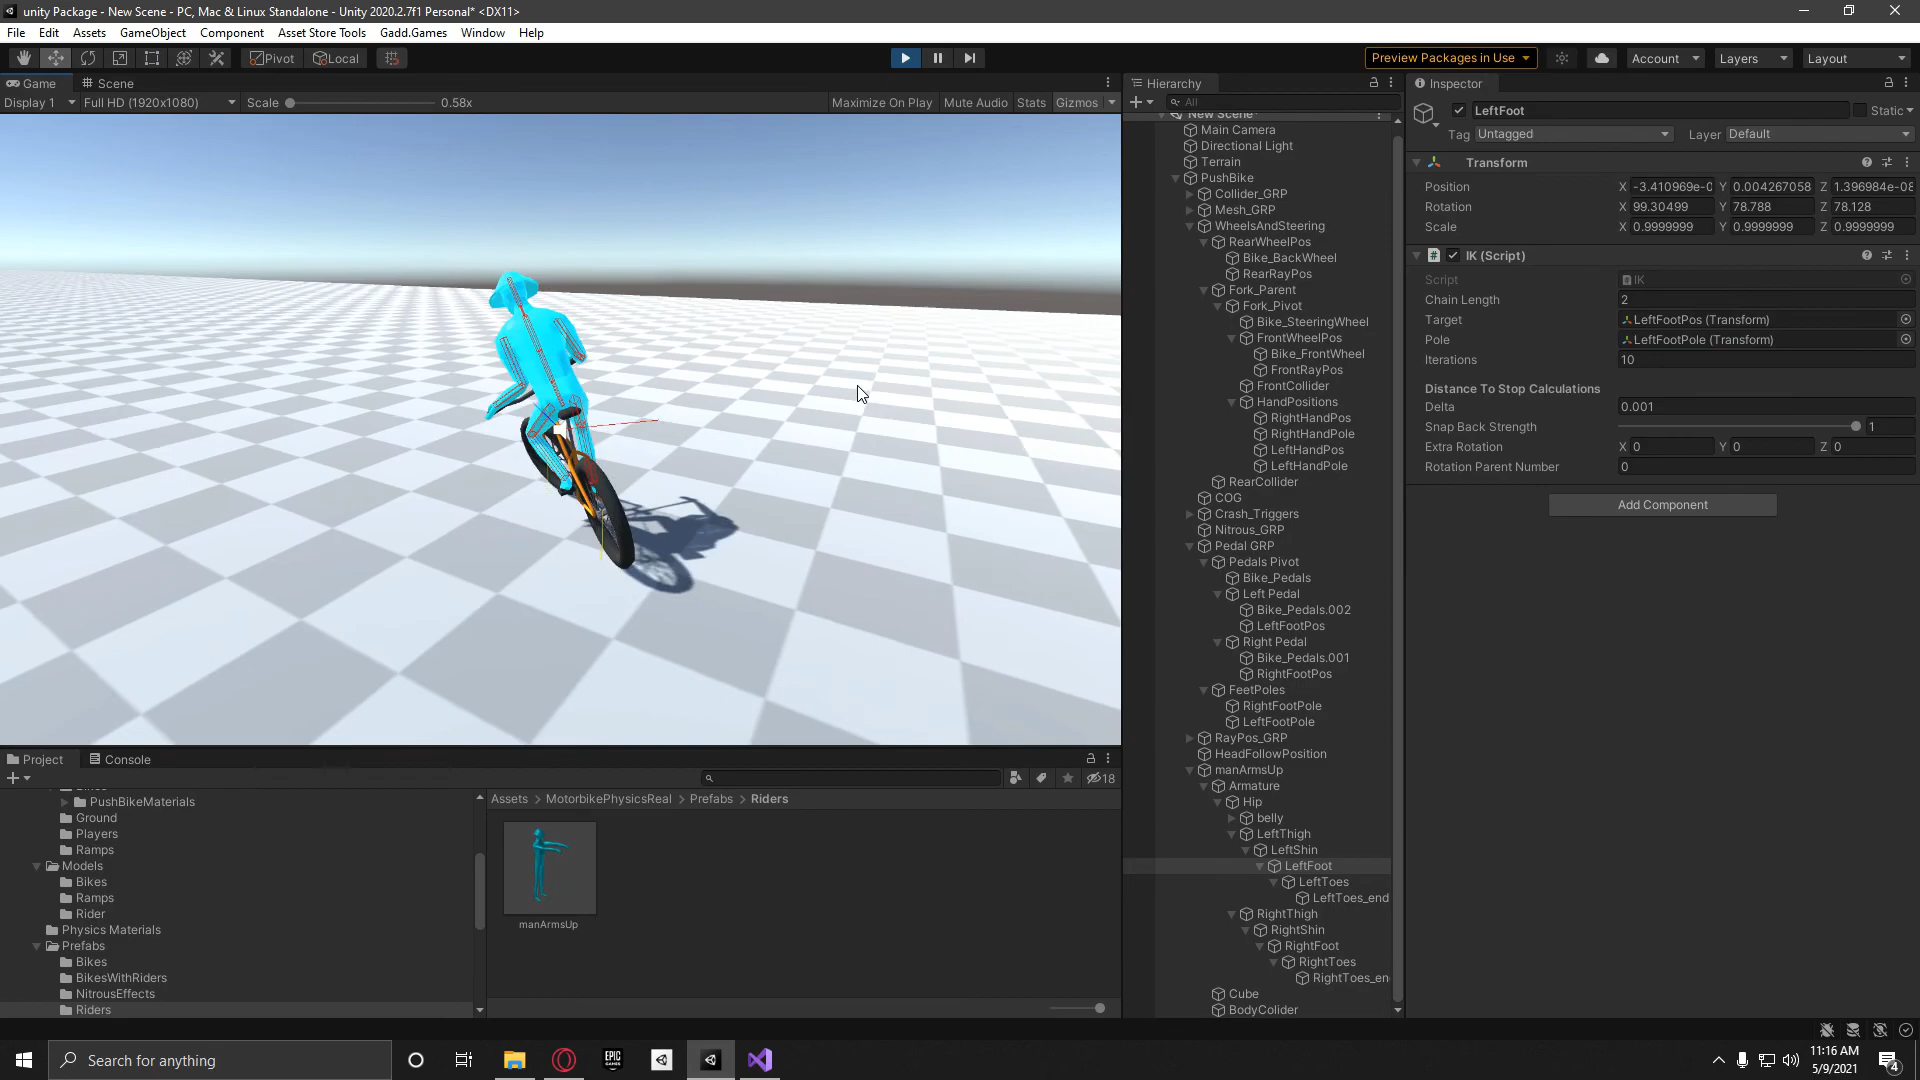 unity Package - New Scene - PC, Mac & Linux Standalone - Unity 2020.2.7f1 Personal* <DX11>
File Edit Assets GameObject Component Asset Store Tools Gadd.Games Window Help
Pivot Local Preview Packages in Use Account Layers Layout
Game Scene
Display 1 Full HD (1920x1080) Scale 0.58x Maximize On Play Mute Audio Stats Gizmos
Hierarchy
All
New Scene*
Main Camera
Directional Light
Terrain
PushBike
Collider_GRP
Mesh_GRP
WheelsAndSteering
RearWheelPos
Bike_BackWheel
RearRayPos
Fork_Parent
Fork_Pivot
Bike_SteeringWheel
FrontWheelPos
Bike_FrontWheel
FrontRayPos
FrontCollider
HandPositions
RightHandPos
RightHandPole
LeftHandPos
LeftHandPole
RearCollider
COG
Crash_Triggers
Nitrous_GRP
Pedal GRP
Pedals Pivot
Bike_Pedals
Left Pedal
Bike_Pedals.002
LeftFootPos
Right Pedal
Bike_Pedals.001
RightFootPos
FeetPoles
RightFootPole
LeftFootPole
RayPos_GRP
HeadFollowPosition
manArmsUp
Armature
Hip
belly
LeftThigh
LeftShin
LeftFoot
LeftToes
LeftToes_end
RightThigh
RightShin
RightFoot
RightToes
RightToes_en
Cube
BodyColider
Inspector
LeftFoot Static
Tag Untagged Layer Default
Transform
Position X -3.410969e-0 Y 0.004267058 Z 1.396984e-08
Rotation X 99.30499 Y 78.788 Z 78.128
Scale X 0.9999999 Y 0.9999999 Z 0.9999999
# IK (Script)
Script IK
Chain Length 2
Target LeftFootPos (Transform)
Pole LeftFootPole (Transform)
Iterations 10
Distance To Stop Calculations
Delta 0.001
Snap Back Strength 1
Extra Rotation X 0 Y 0 Z 0
Rotation Parent Number 0
Add Component
Project Console
18
PushBikeMaterials
Ground
Players
Ramps
Models
Bikes
Ramps
Rider
Physics Materials
Prefabs
Bikes
BikesWithRiders
NitrousEffects
Riders
Assets > MotorbikePhysicsReal > Prefabs > Riders
manArmsUp
Search for anything
EPIC GAMES
11:16 AM
5/9/2021
4